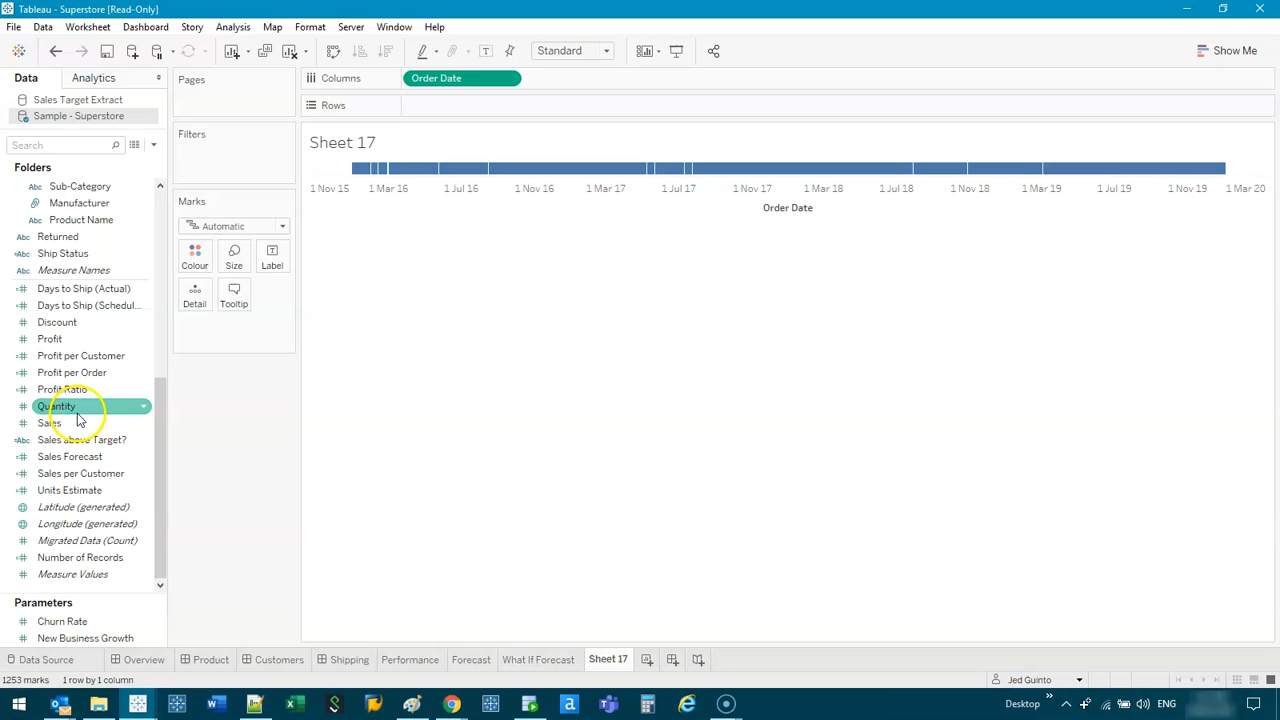 Tableau - Superstore [Read-Only]
File Data Worksheet Dashboard Story Analysis Map Format Server Window Help
Standard
Show Me
Data Analytics
Sales Target Extract
Sample - Superstore
Search
Folders
Abc Sub-Category
Manufacturer
Abc Product Name
Abc Returned
=Abc Ship Status
Abc Measure Names
Days to Ship (Actual)
Days to Ship (Schedul...
Discount
Profit
Profit per Customer
Profit per Order
Profit Ratio
Quantity
Sales
=Abc Sales above Target?
Sales Forecast
Sales per Customer
Units Estimate
Latitude (generated)
Longitude (generated)
Migrated Data (Count)
Number of Records
Measure Values
Parameters
Churn Rate
New Business Growth
Pages
Filters
Marks
Automatic
Colour Size Label
Detail Tooltip
Columns Order Date
Rows
Sheet 17
1 Nov 15 1 Mar 16 1 Jul 16 1 Nov 16 1 Mar 17 1 Jul 17 1 Nov 17 1 Mar 18 1 Jul 18 1 Nov 18 1 Mar 19 1 Jul 19 1 Nov 19 1 Mar 20
Order Date
Data Source Overview Product Customers Shipping Performance Forecast What If Forecast Sheet 17
1253 marks 1 row by 1 column
Jed Guinto
Desktop
ENG